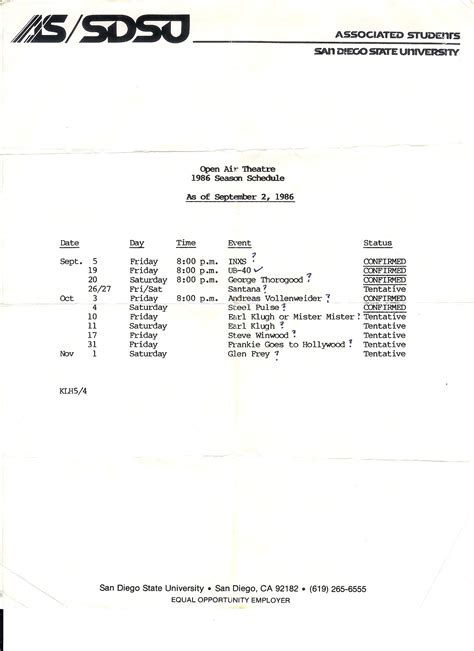 AS/SDSU
ASSOCIATED STUDENTS
SAN DIEGO STATE UNIVERSITY
Open Air Theatre
1986 Season Schedule
As of September 2, 1986
Date Day Time Event Status
Sept. 5 Friday 8:00 p.m. INXS ? CONFIRMED
19 Friday 8:00 p.m. UB-40 ✓ CONFIRMED
20 Saturday 8:00 p.m. George Thorogood ? CONFIRMED
26/27 Fri/Sat Santana ? Tentative
Oct 3 Friday 8:00 p.m. Andreas Vollenweider ? CONFIRMED
4 Saturday Steel Pulse ? CONFIRMED
10 Friday Earl Klugh or Mister Mister ? Tentative
11 Saturday Earl Klugh ? Tentative
17 Friday Steve Winwood ? Tentative
31 Friday Frankie Goes to Hollywood ? Tentative
Nov 1 Saturday Glen Frey ? Tentative
KLH5/4
San Diego State University • San Diego, CA 92182 • (619) 265-6555
EQUAL OPPORTUNITY EMPLOYER